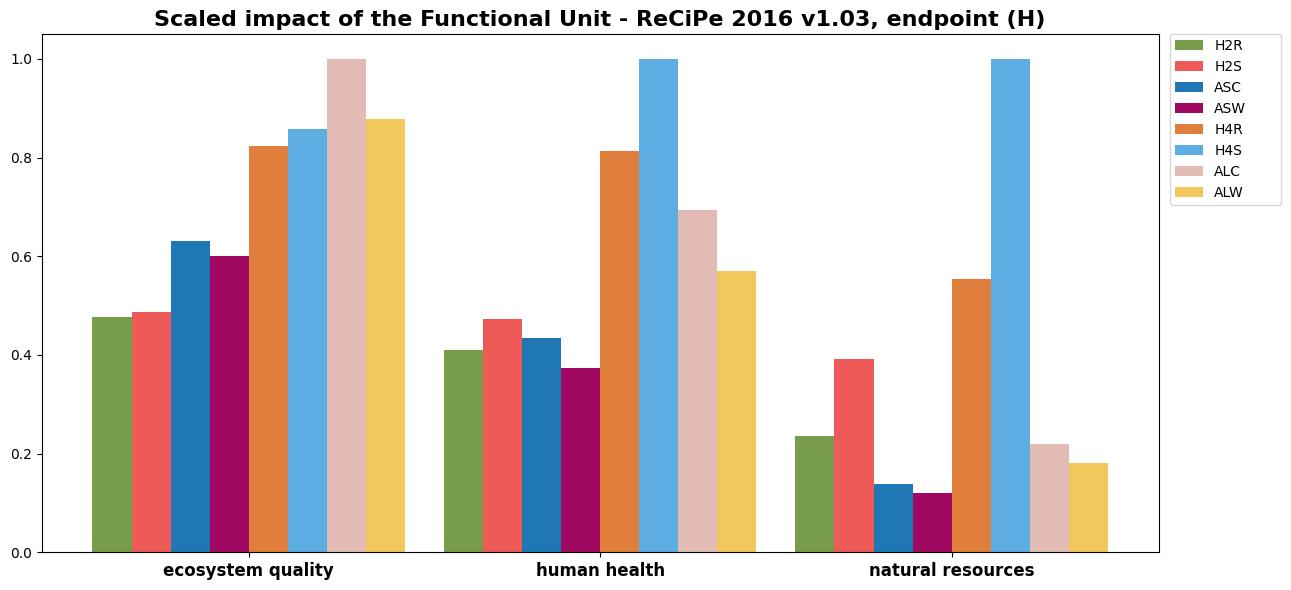 Scaled impact of the Functional Unit - ReCiPe 2016 v1.03, endpoint (H)
1.0
0.8
0.6
0.4
0.2
0.0
ecosystem quality
human health
natural resources
H2R
H2S
ASC
ASW
H4R
H4S
ALC
ALW